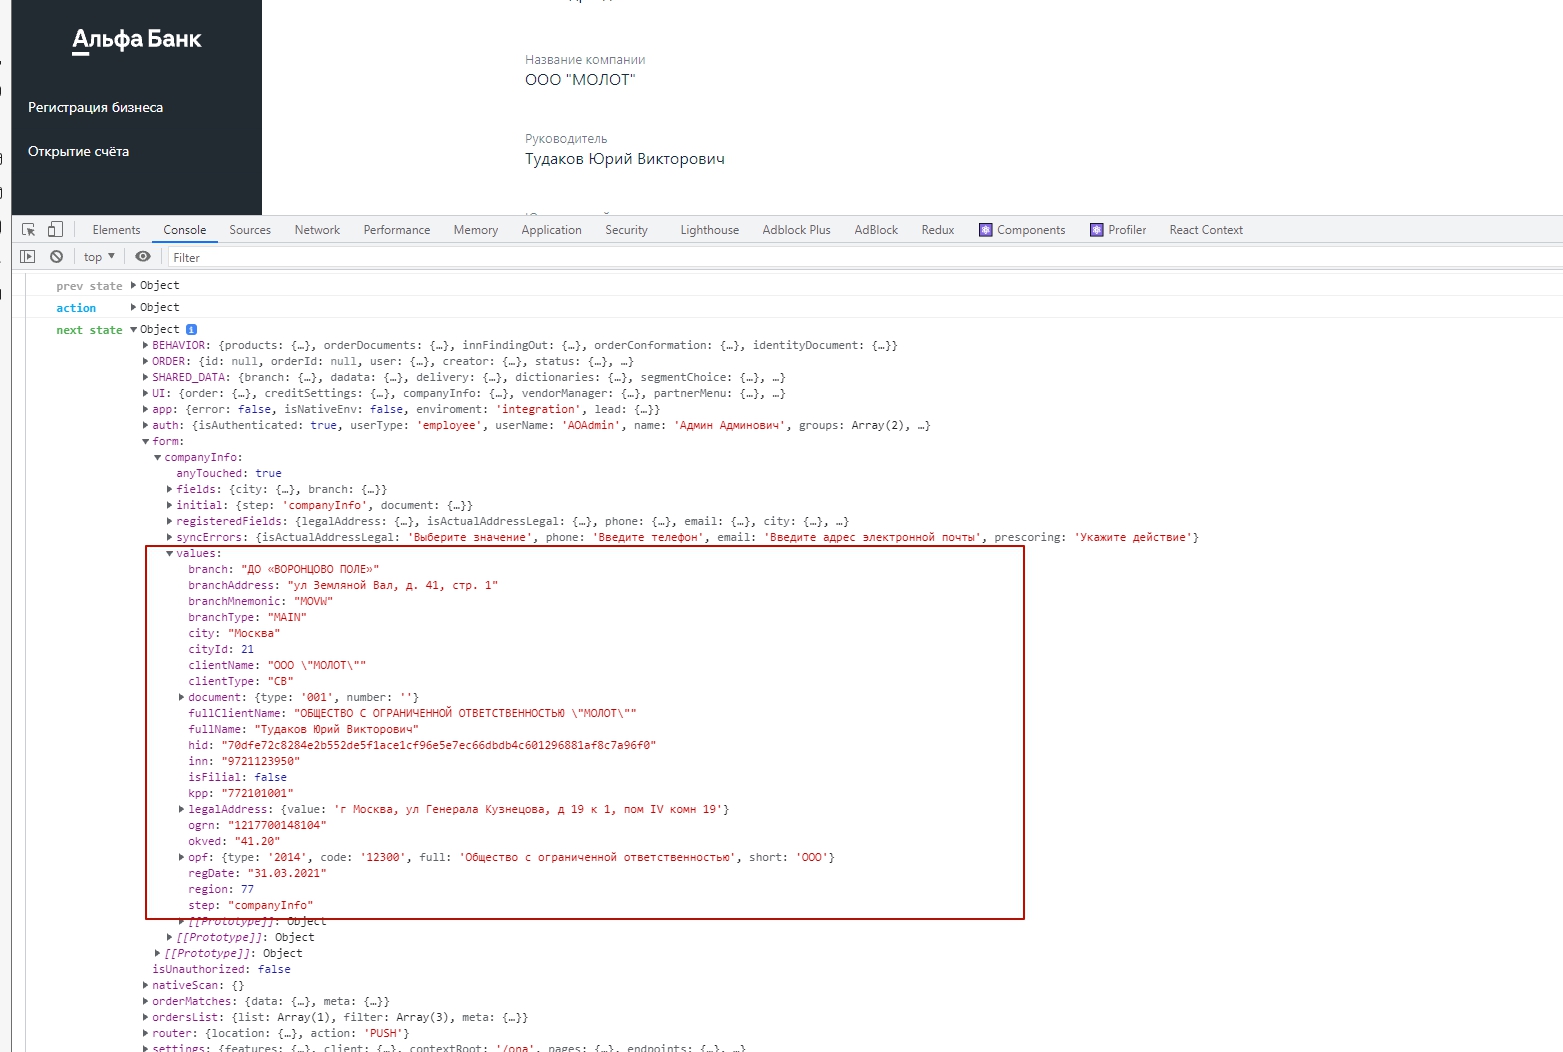 Альфа Банк
Регистрация бизнеса
Открытие счёта
Название компании
ООО "МОЛОТ"
Руководитель
Тудаков Юрий Викторович
Elements Console Sources Network Performance Memory Application Security Lighthouse Adblock Plus AdBlock Redux Components Profiler React Context
top Filter
prev state Object
action Object
next state Object i
BEHAVIOR: {products: {…}, orderDocuments: {…}, innFindingOut: {…}, orderConformation: {…}, identityDocument: {…}}
ORDER: {id: null, orderId: null, user: {…}, creator: {…}, status: {…}, …}
SHARED_DATA: {branch: {…}, dadata: {…}, delivery: {…}, dictionaries: {…}, segmentChoice: {…}, …}
UI: {order: {…}, creditSettings: {…}, companyInfo: {…}, vendorManager: {…}, partnerMenu: {…}, …}
app: {error: false, isNativeEnv: false, enviroment: 'integration', lead: {…}}
auth: {isAuthenticated: true, userType: 'employee', userName: 'AOAdmin', name: 'Админ Админович', groups: Array(2), …}
form:
companyInfo:
anyTouched: true
fields: {city: {…}, branch: {…}}
initial: {step: 'companyInfo', document: {…}}
registeredFields: {legalAddress: {…}, isActualAddressLegal: {…}, phone: {…}, email: {…}, city: {…}, …}
syncErrors: {isActualAddressLegal: 'Выберите значение', phone: 'Введите телефон', email: 'Введите адрес электронной почты', prescoring: 'Укажите действие'}
values:
branch: "ДО «ВОРОНЦОВО ПОЛЕ»"
branchAddress: "ул Земляной Вал, д. 41, стр. 1"
branchMnemonic: "MOVW"
branchType: "MAIN"
city: "Москва"
cityId: 21
clientName: "ООО \"МОЛОТ\""
clientType: "CB"
document: {type: '001', number: ''}
fullClientName: "ОБЩЕСТВО С ОГРАНИЧЕННОЙ ОТВЕТСТВЕННОСТЬЮ \"МОЛОТ\""
fullName: "Тудаков Юрий Викторович"
hid: "70dfe72c8284e2b552de5f1ace1cf96e5e7ec66dbdb4c601296881af8c7a96f0"
inn: "9721123950"
isFilial: false
kpp: "772101001"
legalAddress: {value: 'г Москва, ул Генерала Кузнецова, д 19 к 1, пом IV комн 19'}
ogrn: "1217700148104"
okved: "41.20"
opf: {type: '2014', code: '12300', full: 'Общество с ограниченной ответственностью', short: 'ООО'}
regDate: "31.03.2021"
region: 77
step: "companyInfo"
[[Prototype]]: Object
[[Prototype]]: Object
[[Prototype]]: Object
isUnauthorized: false
nativeScan: {}
orderMatches: {data: {…}, meta: {…}}
ordersList: {list: Array(1), filter: Array(3), meta: {…}}
router: {location: {…}, action: 'PUSH'}
settings: {features: {…}, client: {…}, contextRoot: '/ona', pages: {…}, endpoints: {…}, …}